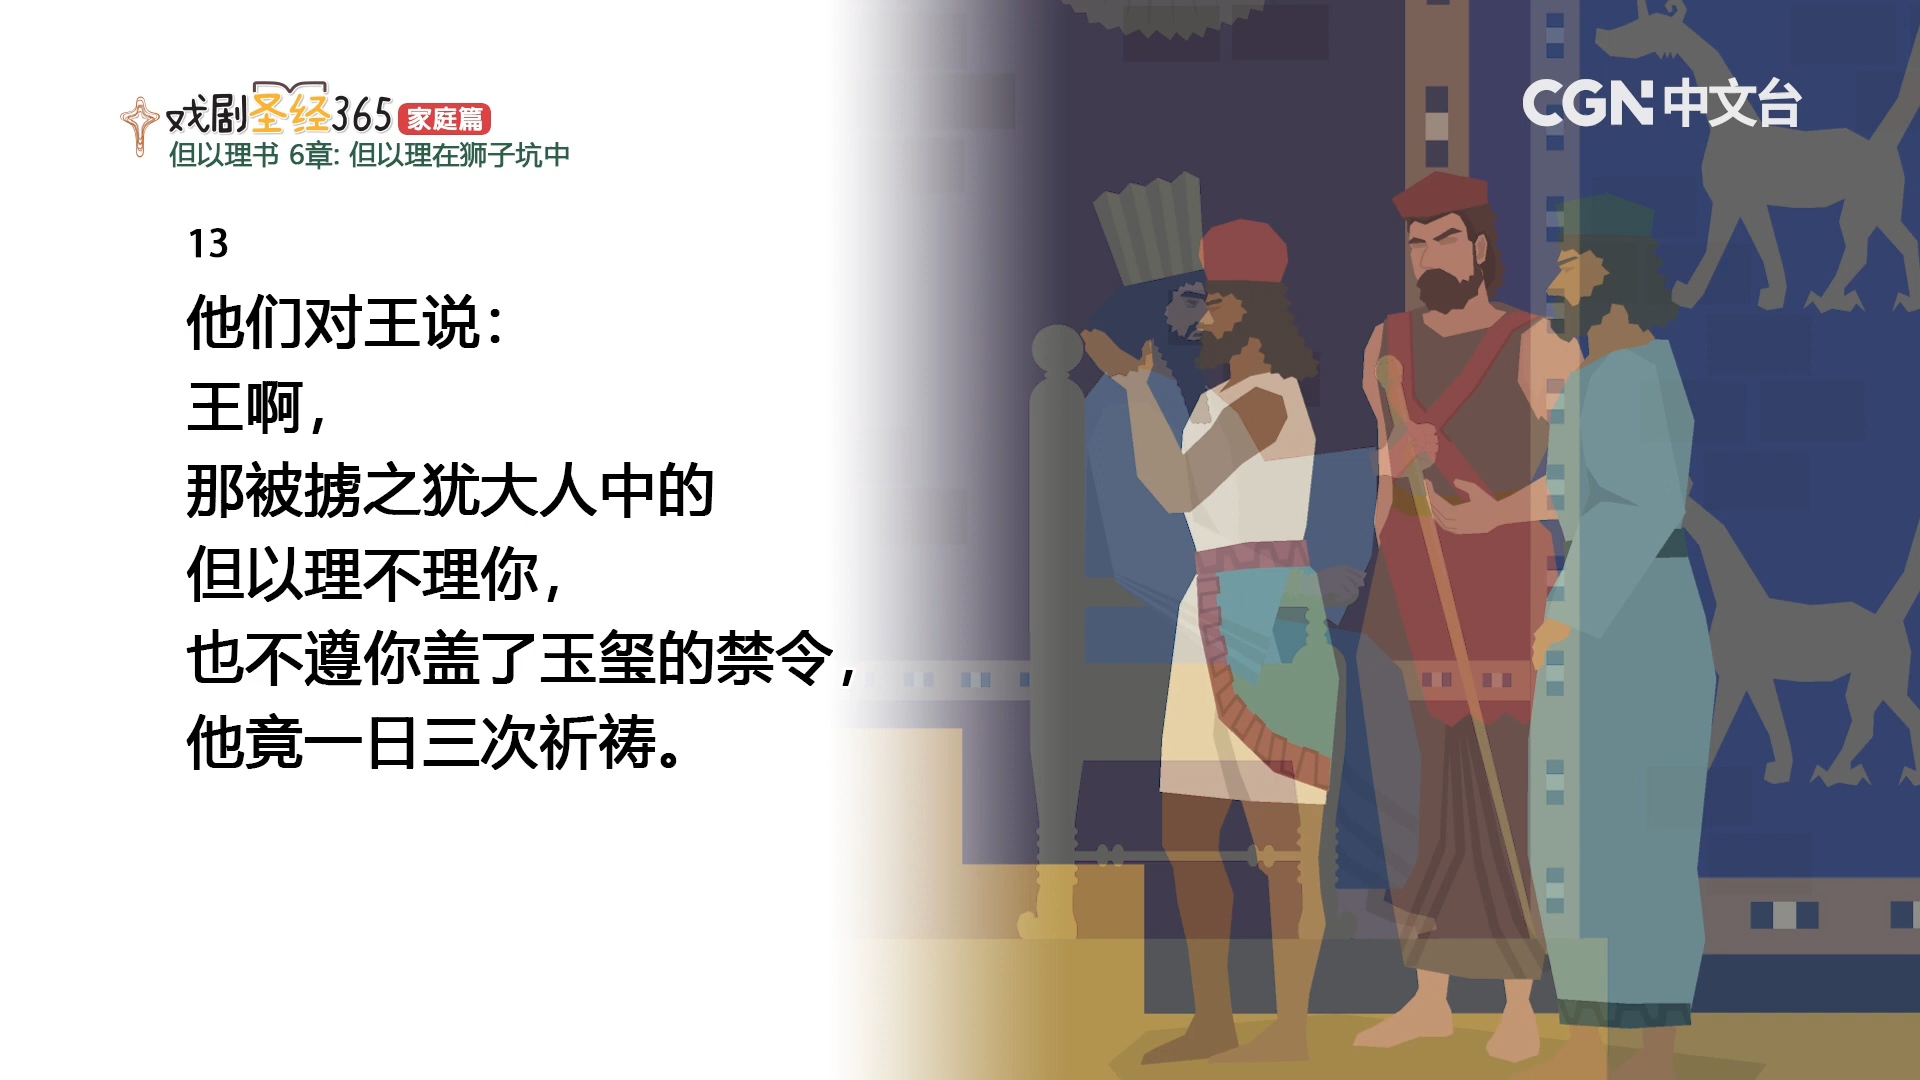 戏剧圣经365 家庭篇
但以理书 6章: 但以理在狮子坑中
CGN 中文台
13
他们对王说：
王啊，
那被掳之犹大人中的
但以理不理你，
也不遵你盖了玉玺的禁令，
他竟一日三次祈祷。